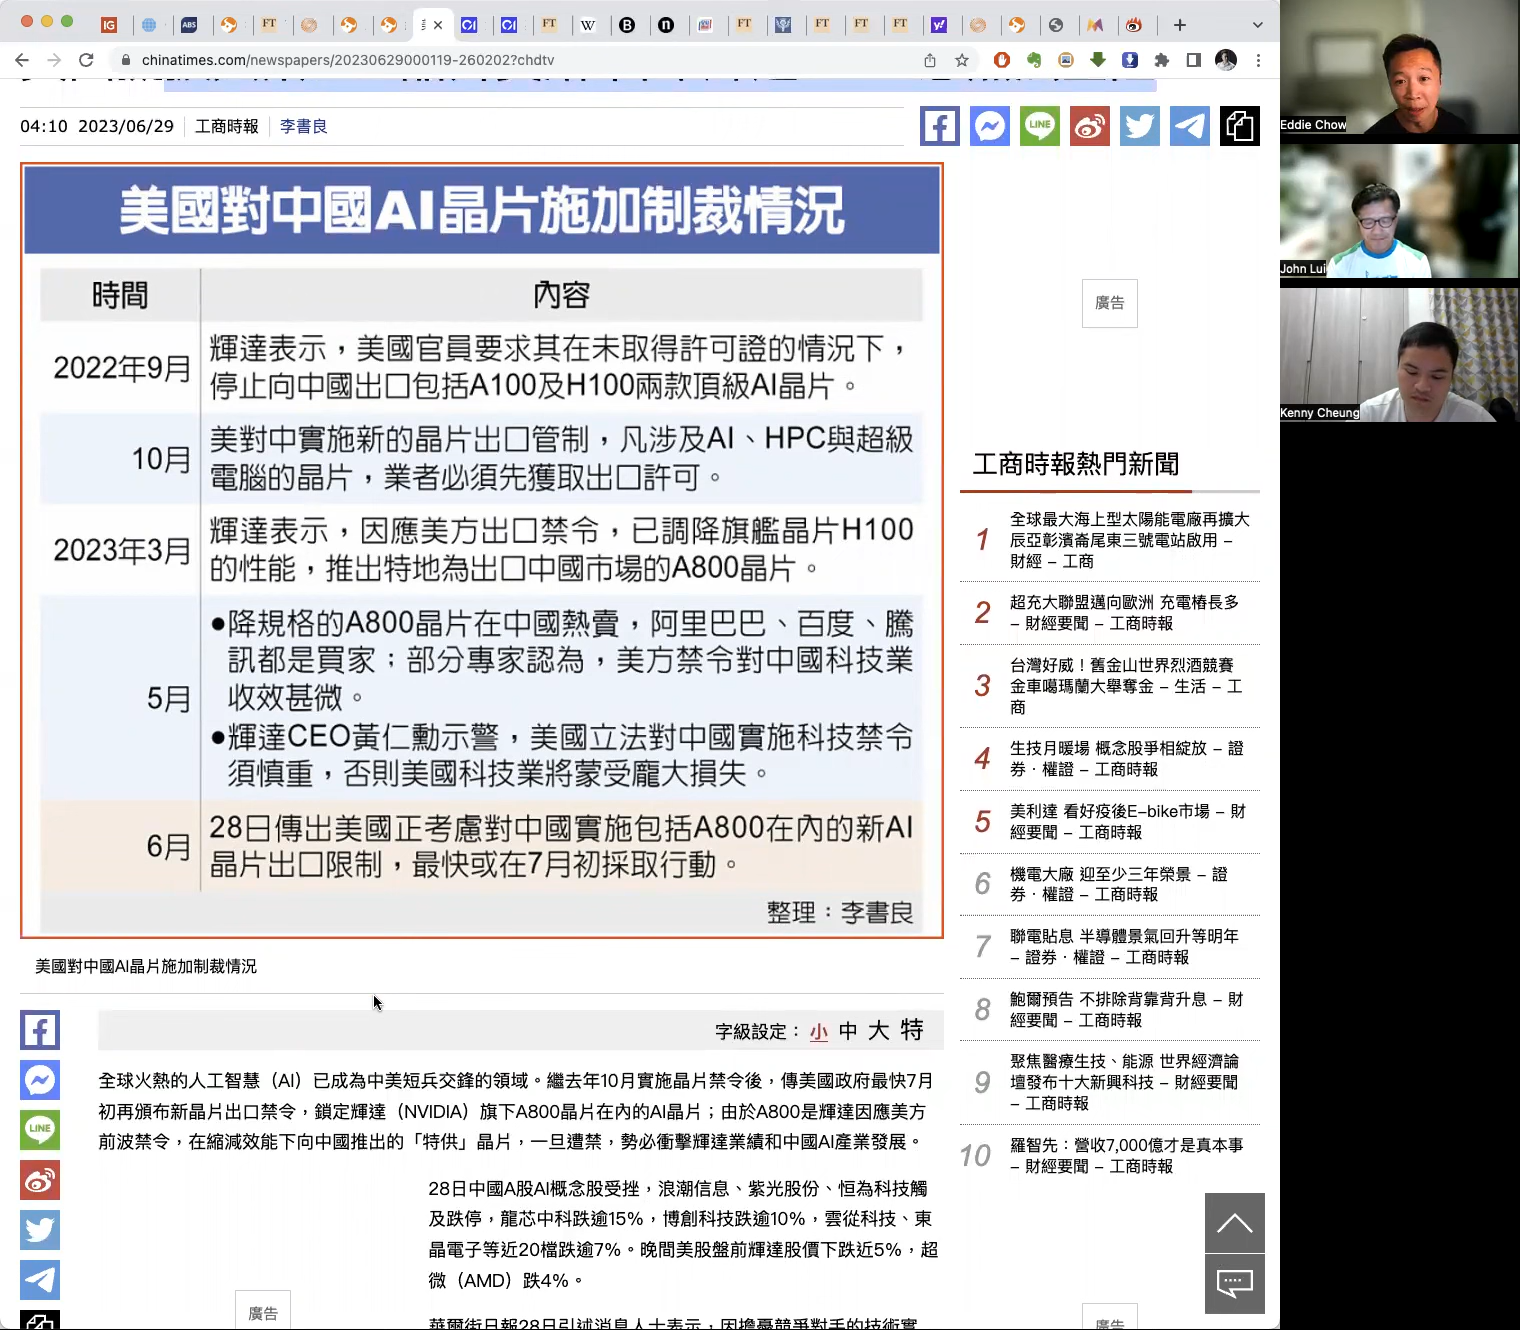 chinatimes.com/newspapers/20230629000119-260202?chdtv
04:10 2023/06/29
工商時報
李書良
美國對中國AI晶片施加制裁情況
時間
內容
2022年9月
輝達表示，美國官員要求其在未取得許可證的情況下，
停止向中國出口包括A100及H100兩款頂級AI晶片。
10月
美對中實施新的晶片出口管制，凡涉及AI、HPC與超級
電腦的晶片，業者必須先獲取出口許可。
2023年3月
輝達表示，因應美方出口禁令，已調降旗艦晶片H100
的性能，推出特地為出口中國市場的A800晶片。
5月
●降規格的A800晶片在中國熱賣，阿里巴巴、百度、騰
訊都是買家；部分專家認為，美方禁令對中國科技業
收效甚微。
●輝達CEO黃仁勳示警，美國立法對中國實施科技禁令
須慎重，否則美國科技業將蒙受龐大損失。
6月
28日傳出美國正考慮對中國實施包括A800在內的新AI
晶片出口限制，最快或在7月初採取行動。
整理：李書良
美國對中國AI晶片施加制裁情況
字級設定： 小 中 大 特
全球火熱的人工智慧（AI）已成為中美短兵交鋒的領域。繼去年10月實施晶片禁令後，傳美國政府最快7月
初再頒布新晶片出口禁令，鎖定輝達（NVIDIA）旗下A800晶片在內的AI晶片；由於A800是輝達因應美方
前波禁令，在縮減效能下向中國推出的「特供」晶片，一旦遭禁，勢必衝擊輝達業績和中國AI產業發展。
28日中國A股AI概念股受挫，浪潮信息、紫光股份、恒為科技觸
及跌停，龍芯中科跌逾15%，博創科技跌逾10%，雲從科技、東
晶電子等近20檔跌逾7%。晚間美股盤前輝達股價下跌近5%，超
微（AMD）跌4%。
華爾街日報28日引述消息人士表示，因擔憂競爭對手的技術實
廣告
廣告
工商時報熱門新聞
1
全球最大海上型太陽能電廠再擴大
辰亞彰濱崙尾東三號電站啟用 –
財經 – 工商
2
超充大聯盟邁向歐洲 充電樁長多
– 財經要聞 – 工商時報
3
台灣好威！舊金山世界烈酒競賽
金車噶瑪蘭大舉奪金 – 生活 – 工
商
4
生技月暖場 概念股爭相綻放 – 證
券．權證 – 工商時報
5
美利達 看好疫後E–bike市場 – 財
經要聞 – 工商時報
6
機電大廠 迎至少三年榮景 – 證
券．權證 – 工商時報
7
聯電貼息 半導體景氣回升等明年
– 證券．權證 – 工商時報
8
鮑爾預告 不排除背靠背升息 – 財
經要聞 – 工商時報
9
聚焦醫療生技、能源 世界經濟論
壇發布十大新興科技 – 財經要聞
– 工商時報
10
羅智先：營收7,000億才是真本事
– 財經要聞 – 工商時報
廣告
Eddie Chow
John Lui
Kenny Cheung